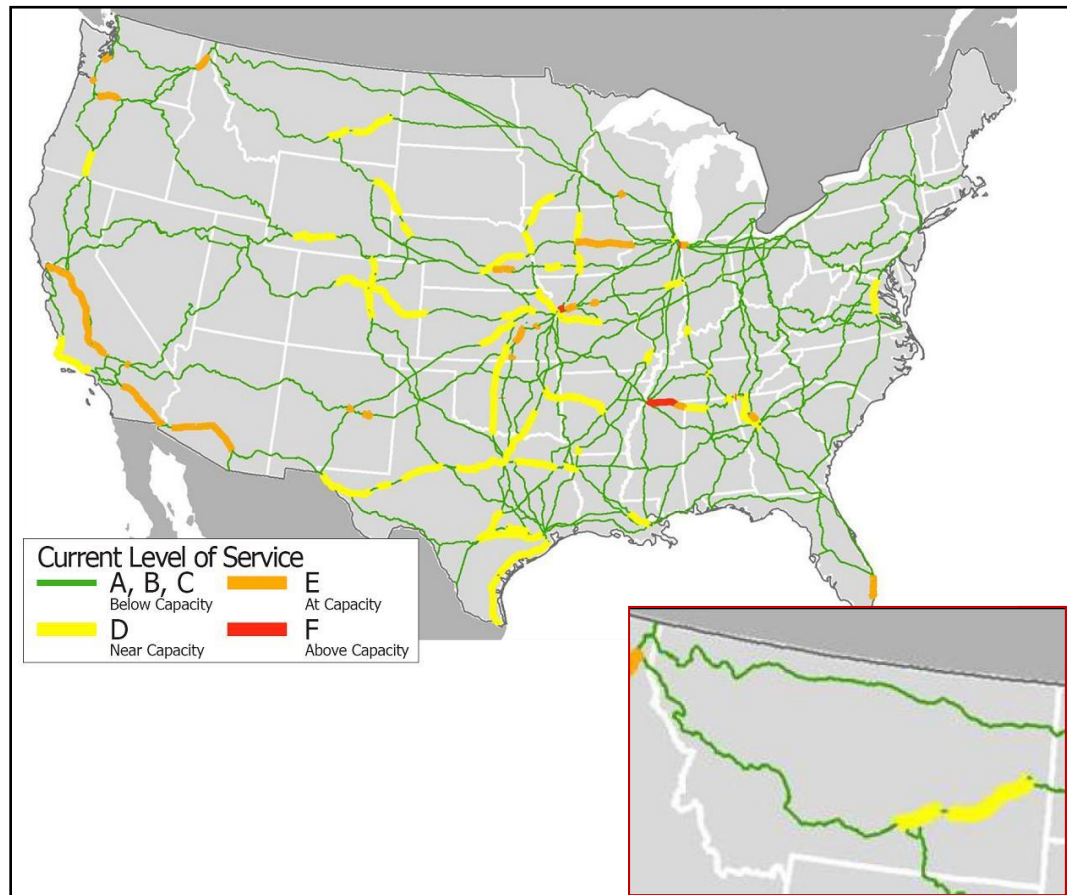 Current Level of Service
A, B, C
Below Capacity
E
At Capacity
D
Near Capacity
F
Above Capacity